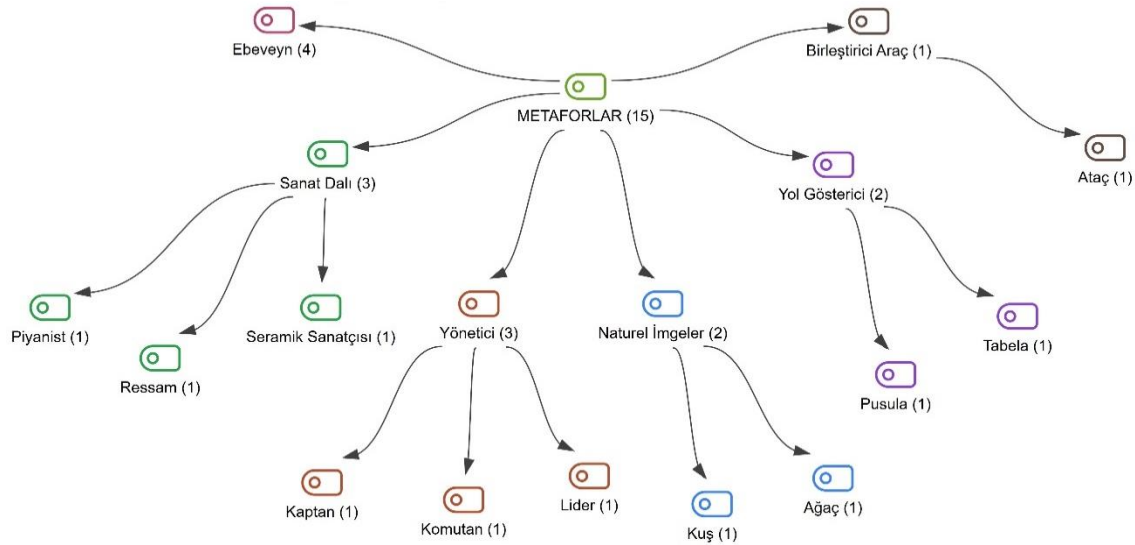 Ebeveyn (4)
Birleştirici Araç (1)
METAFORLAR (15)
Sanat Dalı (3)
Yol Gösterici (2)
Ataç (1)
Piyanist (1)
Seramik Sanatçısı (1)
Yönetici (3)
Naturel İmgeler (2)
Tabela (1)
Ressam (1)
Pusula (1)
Kaptan (1)
Komutan (1)
Lider (1)
Kuş (1)
Ağaç (1)